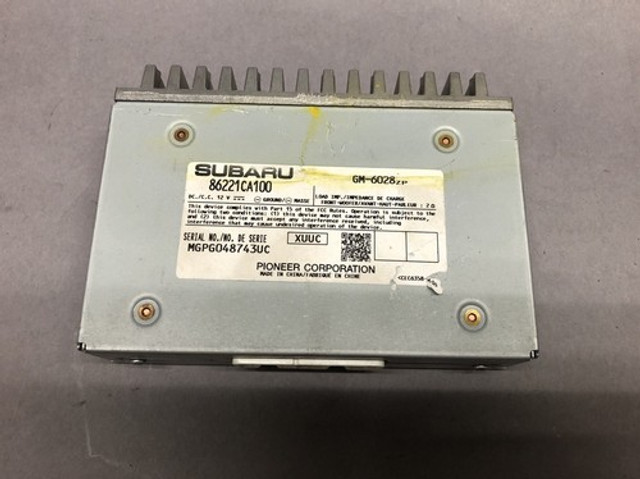 SUBARU
86221CA100
GM-6028ZP
DC/C.C. 12 V GROUND/ MASSE
LOAD IMP./IMPEDANCE DE CHARGE
FRONT·WOOFER/AVANT·HAUT-PARLEUR : 2 Ω
This device complies with Part 15 of the FCC Rules. Operation is subject to the
following two conditions: (1) this device may not cause harmful interference,
and (2) this device must accept any interference received, including
interference that may cause undesired operation of the device.
SERIAL NO./NO. DE SERIE
XUUC
MGPG048743UC
PIONEER CORPORATION
MADE IN CHINA/FABRIQUÉ EN CHINE